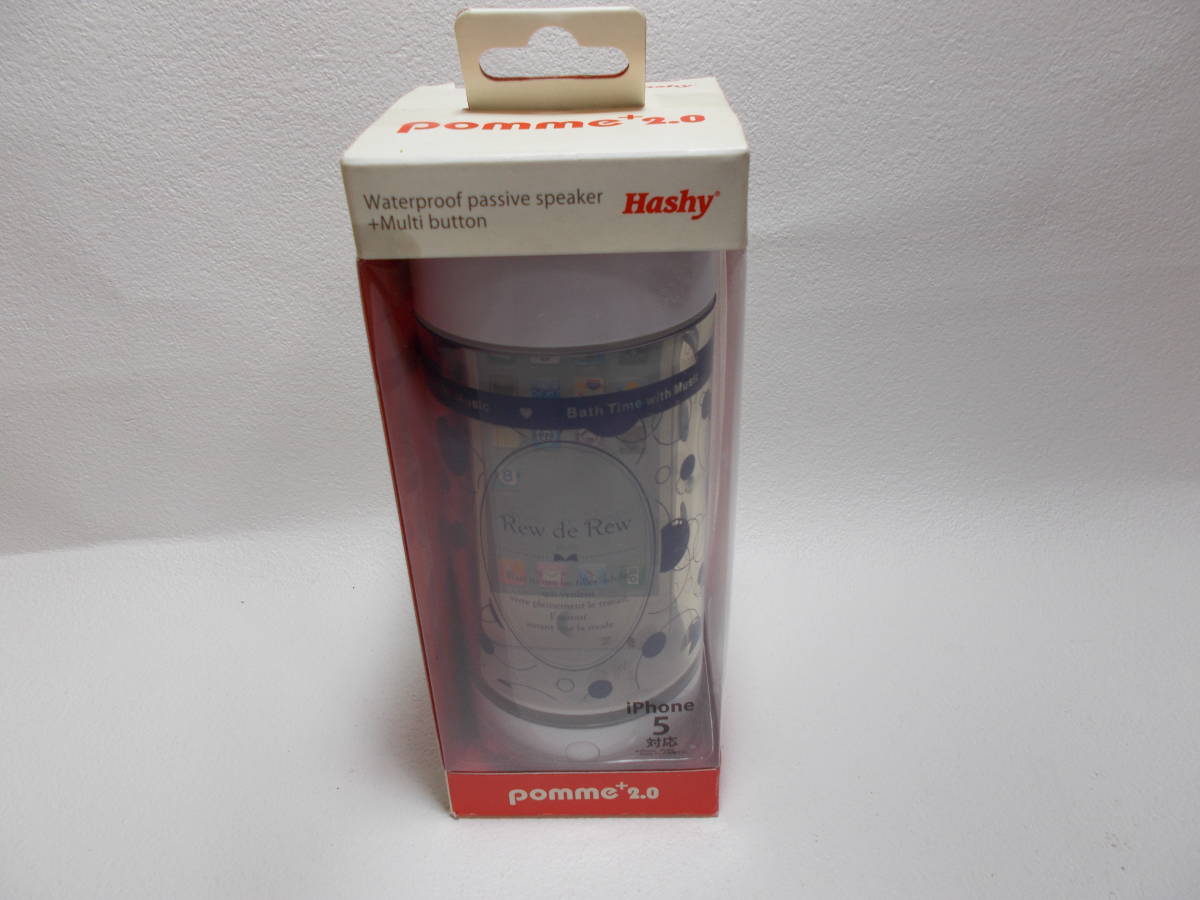 pomme+2.0
Waterproof passive speaker
+Multi button
Hashy
Bath Time with Music
Rew de Rew
iPhone
5
対応
pomme+2.0